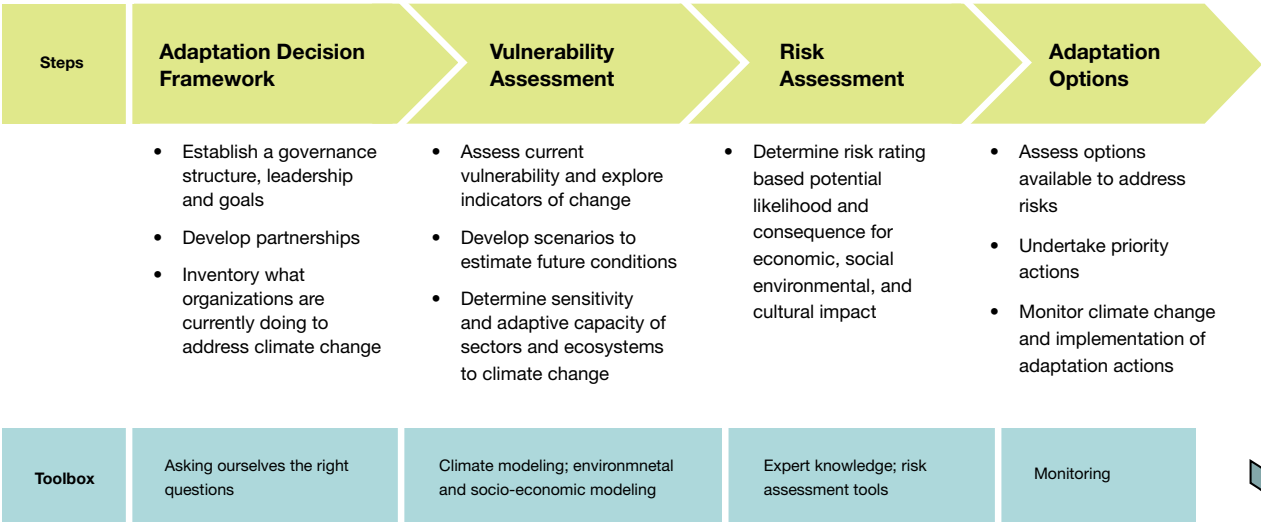 Steps
Adaptation Decision
Framework
Vulnerability
Assessment
Risk
Assessment
Adaptation
Options
• Establish a governance
structure, leadership
and goals
• Develop partnerships
• Inventory what
organizations are
currently doing to
address climate change
• Assess current
vulnerability and explore
indicators of change
• Develop scenarios to
estimate future conditions
• Determine sensitivity
and adaptive capacity of
sectors and ecosystems
to climate change
• Determine risk rating
based potential
likelihood and
consequence for
economic, social
environmental, and
cultural impact
• Assess options
available to address
risks
• Undertake priority
actions
• Monitor climate change
and implementation of
adaptation actions
Toolbox
Asking ourselves the right
questions
Climate modeling; environmnetal
and socio-economic modeling
Expert knowledge; risk
assessment tools
Monitoring